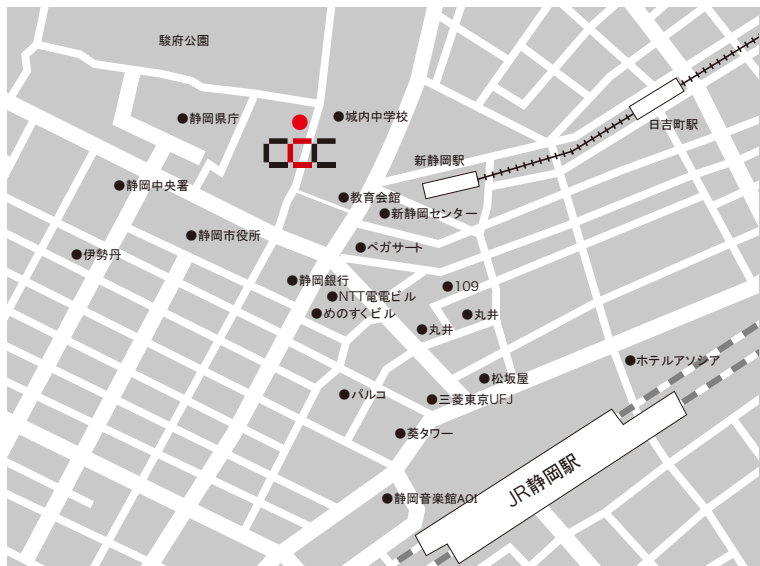 駿府公園
静岡県庁
城内中学校
CCC
日吉町駅
新静岡駅
静岡中央署
教育会館
新静岡センター
静岡市役所
ペガサート
伊勢丹
静岡銀行
109
NTT電電ビル
めのすくビル
丸井
丸井
ホテルアソシア
松坂屋
パルコ
三菱東京UFJ
葵タワー
JR静岡駅
静岡音楽館AOI